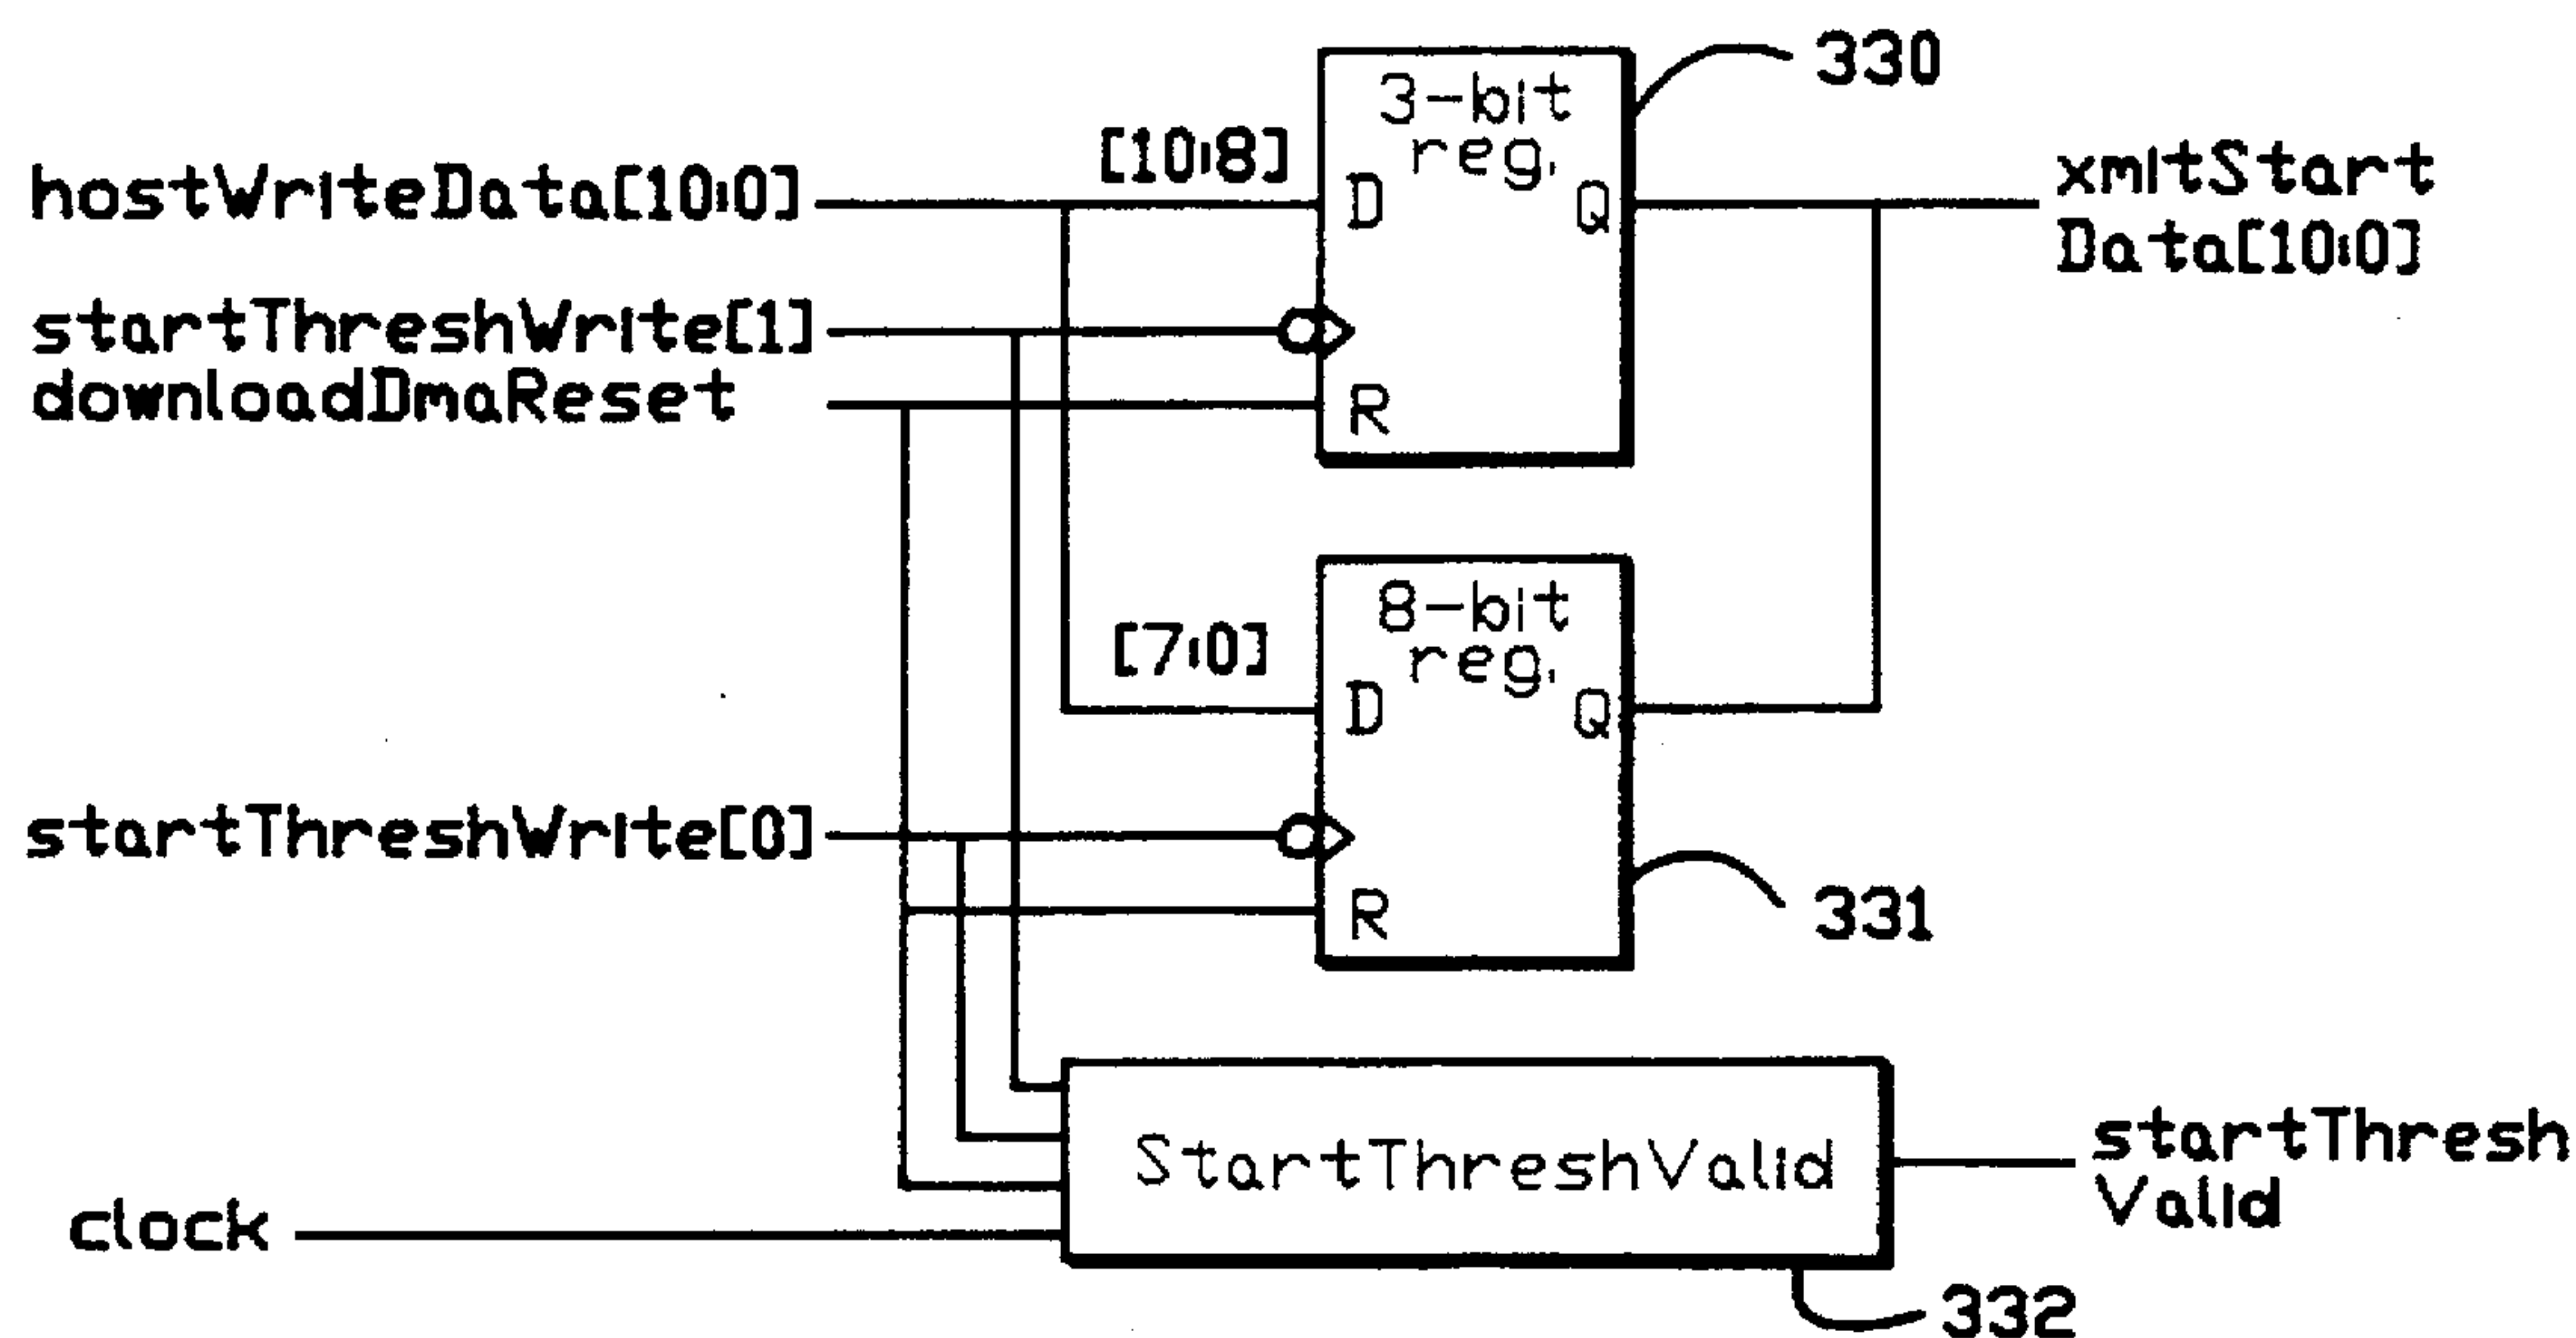 330
3-bit
reg.
[10:8]
hostWriteData[10:0]
D
Q
xmitStart
Data[10:0]
startThreshWrite[1]
downloadDmaReset
R
8-bit
reg.
[7:0]
D
Q
startThreshWrite[0]
R
331
StartThreshValid
startThresh
Valid
clock
332